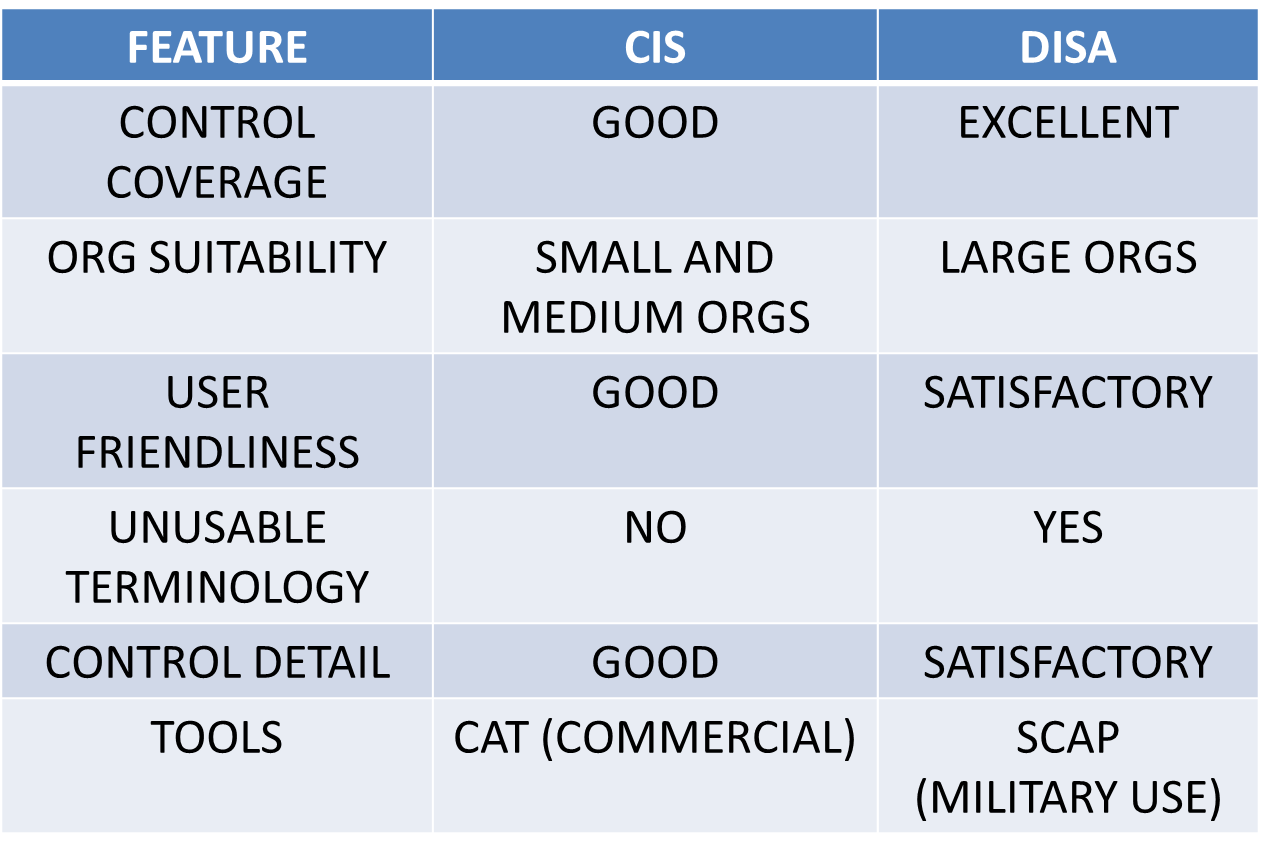 FEATURE CIS DISA
CONTROL COVERAGE GOOD EXCELLENT
ORG SUITABILITY SMALL AND MEDIUM ORGS LARGE ORGS
USER FRIENDLINESS GOOD SATISFACTORY
UNUSABLE TERMINOLOGY NO YES
CONTROL DETAIL GOOD SATISFACTORY
TOOLS CAT (COMMERCIAL) SCAP (MILITARY USE)